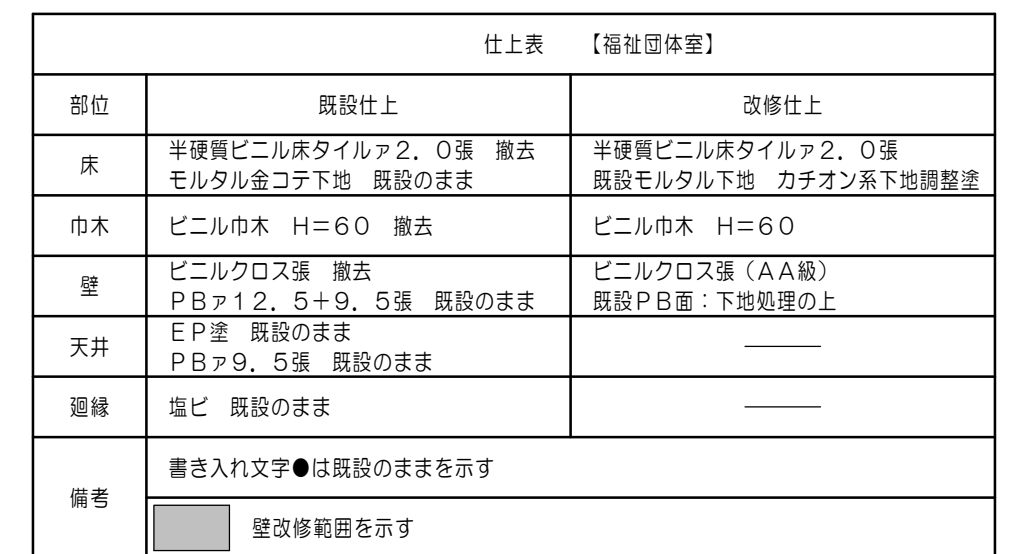 仕上表　【福祉団体室】
部位　既設仕上　改修仕上
床　半硬質ビニル床タイルァ２．０張　撤去　半硬質ビニル床タイルァ２．０張
モルタル金コテ下地　既設のまま　既設モルタル下地　カチオン系下地調整塗
巾木　ビニル巾木　Ｈ＝６０　撤去　ビニル巾木　Ｈ＝６０
壁　ビニルクロス張　撤去　ビニルクロス張（ＡＡ級）
ＰＢァ１２．５＋９．５張　既設のまま　既設ＰＢ面：下地処理の上
天井　ＥＰ塗　既設のまま　―――
ＰＢァ９．５張　既設のまま
廻縁　塩ビ　既設のまま　―――
備考　書き入れ文字●は既設のままを示す
壁改修範囲を示す